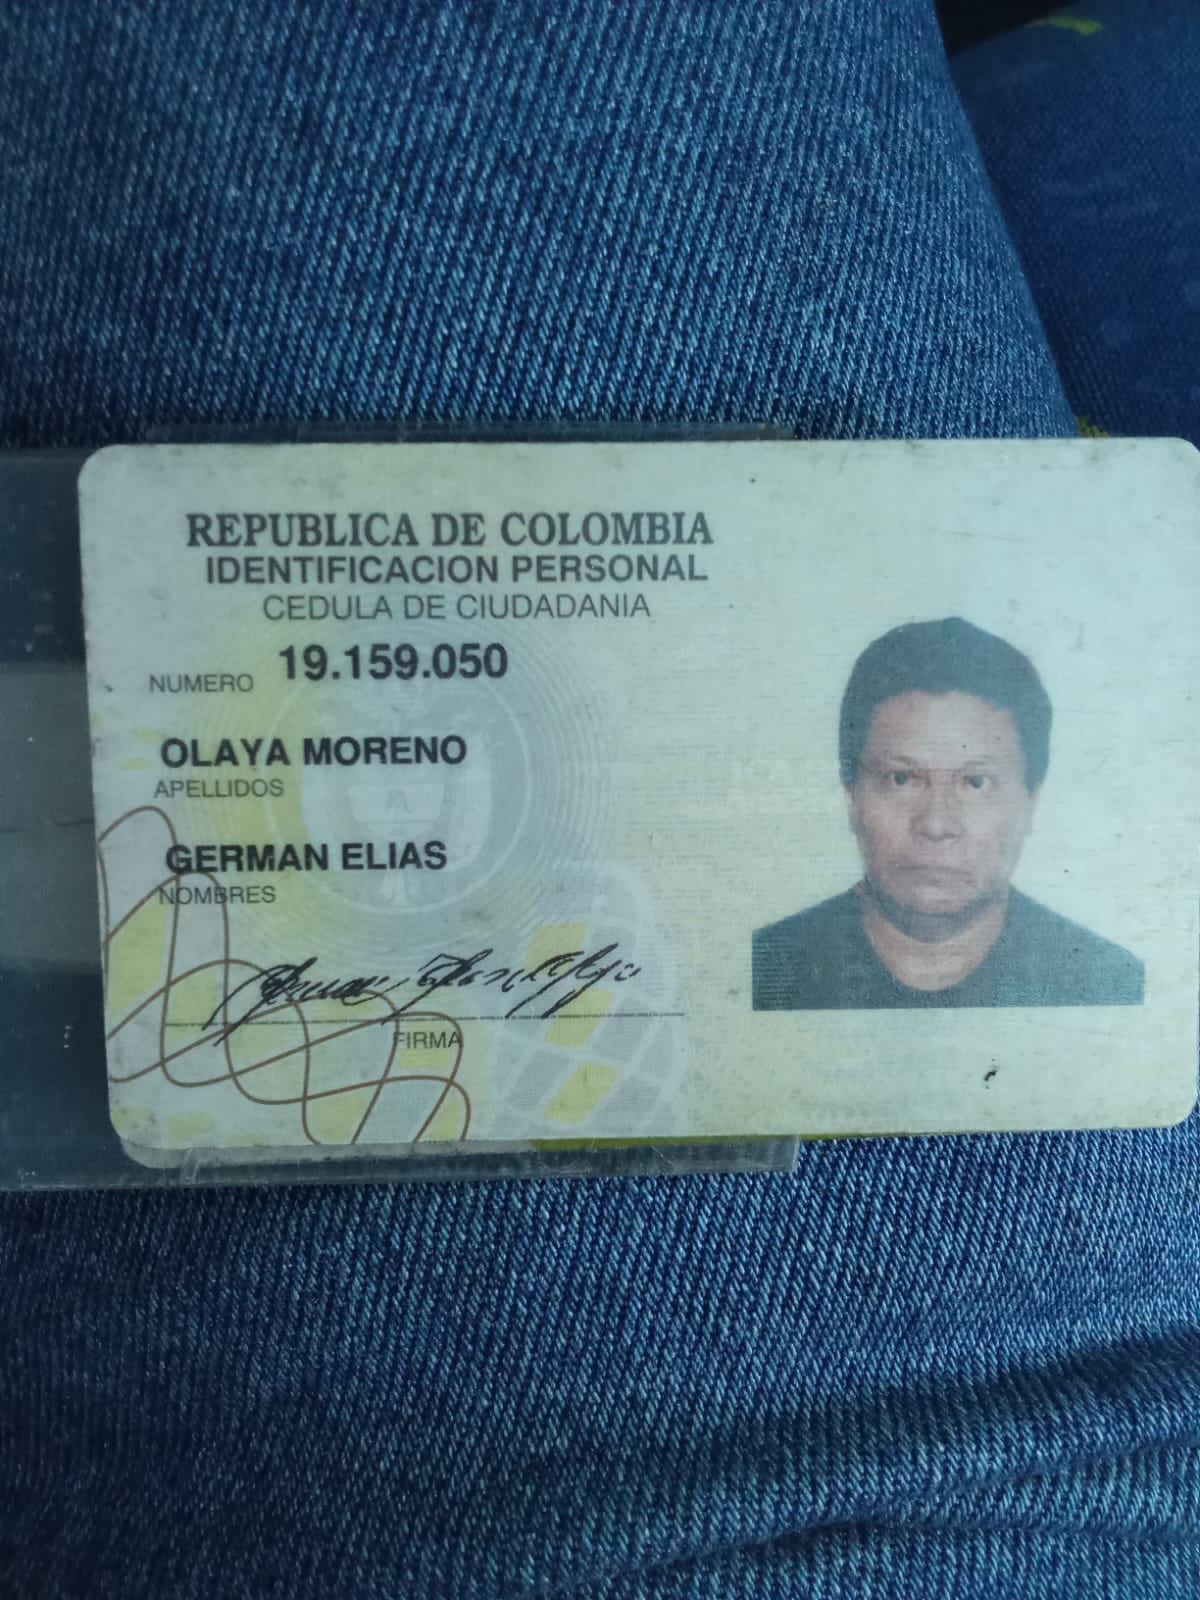 REPUBLICA DE COLOMBIA
IDENTIFICACION PERSONAL
CEDULA DE CIUDADANIA
NUMERO 19.159.050
OLAYA MORENO
APELLIDOS
GERMAN ELIAS
NOMBRES
FIRMA